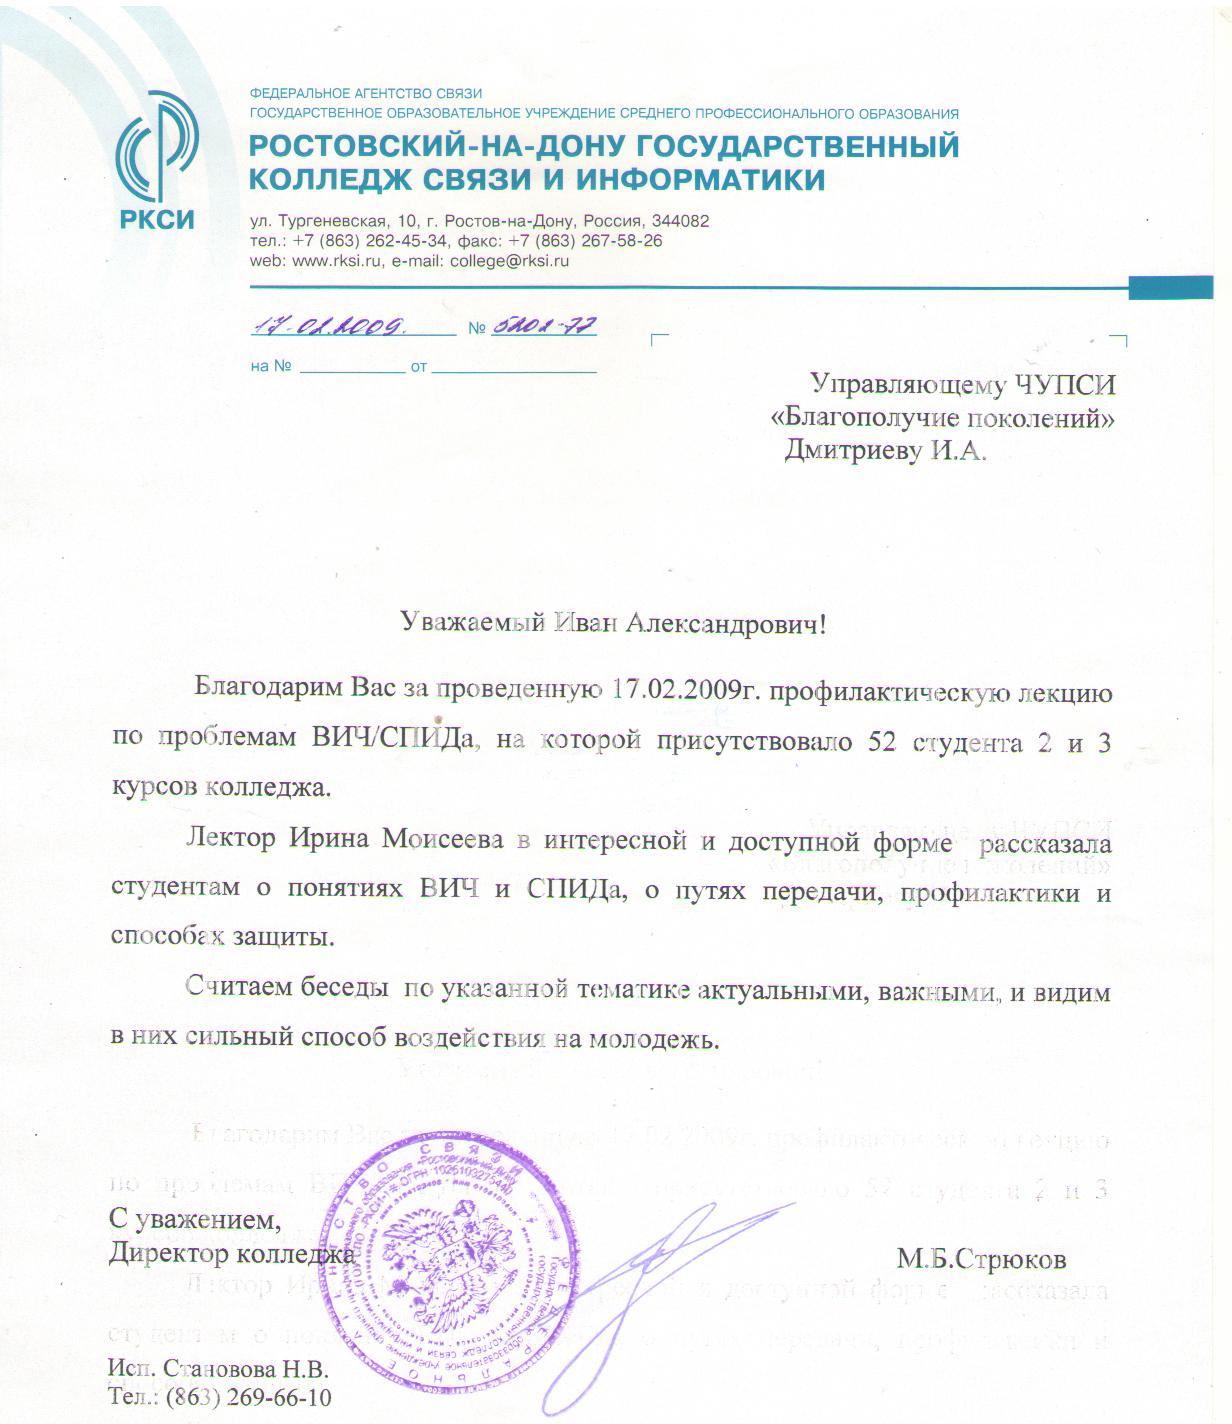 ФЕДЕРАЛЬНОЕ АГЕНТСТВО СВЯЗИ
ГОСУДАРСТВЕННОЕ ОБРАЗОВАТЕЛЬНОЕ УЧРЕЖДЕНИЕ СРЕДНЕГО ПРОФЕССИОНАЛЬНОГО ОБРАЗОВАНИЯ
РОСТОВСКИЙ-НА-ДОНУ ГОСУДАРСТВЕННЫЙ
КОЛЛЕДЖ СВЯЗИ И ИНФОРМАТИКИ
РКСИ
ул. Тургеневская, 10, г. Ростов-на-Дону, Россия, 344082
тел.: +7 (863) 262-45-34, факс: +7 (863) 267-58-26
web: www.rksi.ru, e-mail: college@rksi.ru
17.02.2009. № 5202-77
на № ____________ от ____________
Управляющему ЧУПСИ
«Благополучие поколений»
Дмитриеву И.А.
Уважаемый Иван Александрович!
Благодарим Вас за проведенную 17.02.2009г. профилактическую лекцию
по проблемам ВИЧ/СПИДа, на которой присутствовало 52 студента 2 и 3
курсов колледжа.
Лектор Ирина Моисеева в интересной и доступной форме рассказала
студентам о понятиях ВИЧ и СПИДа, о путях передачи, профилактики и
способах защиты.
Считаем беседы по указанной тематике актуальными, важными, и видим
в них сильный способ воздействия на молодежь.
С уважением,
Директор колледжа М.Б.Стрюков
Исп. Становова Н.В.
Тел.: (863) 269-66-10